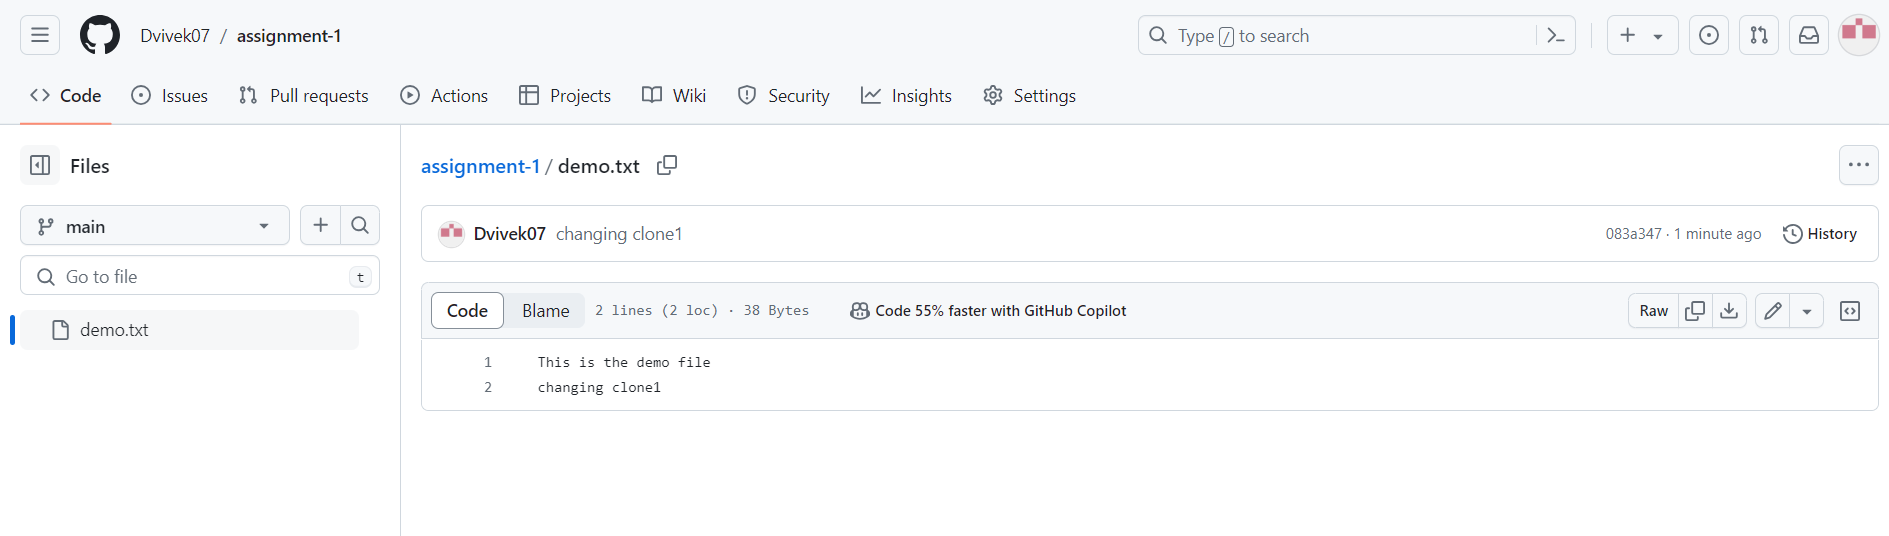 Dvivek07 / assignment-1
Type / to search
Code Issues Pull requests Actions Projects Wiki Security Insights Settings
Files
main
Go to file t
demo.txt
assignment-1 / demo.txt
Dvivek07 changing clone1 083a347 · 1 minute ago History
Code Blame 2 lines (2 loc) · 38 Bytes Code 55% faster with GitHub Copilot Raw
1 This is the demo file
2 changing clone1